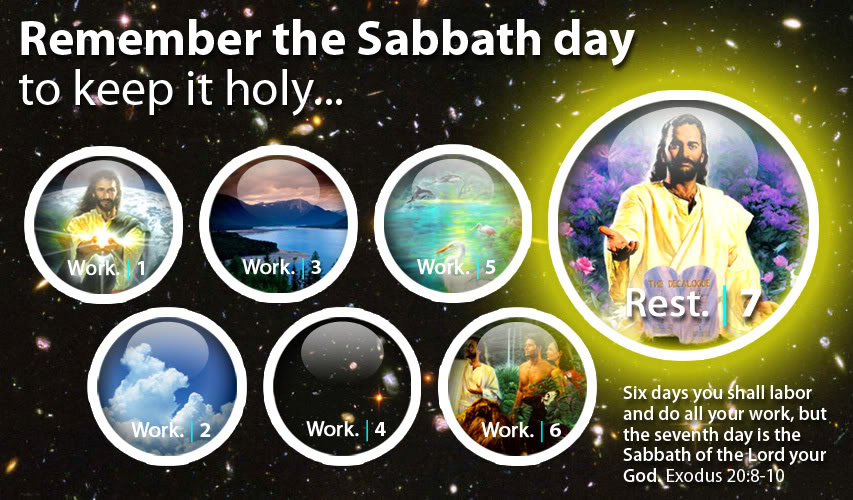 Remember the Sabbath day
to keep it holy...
Work. | 1
Work. | 3
Work. | 5
THE DECALOGUE
Rest. | 7
Work. | 2
Work. | 4
Work. | 6
Six days you shall labor
and do all your work, but
the seventh day is the
Sabbath of the Lord your
God. Exodus 20:8-10